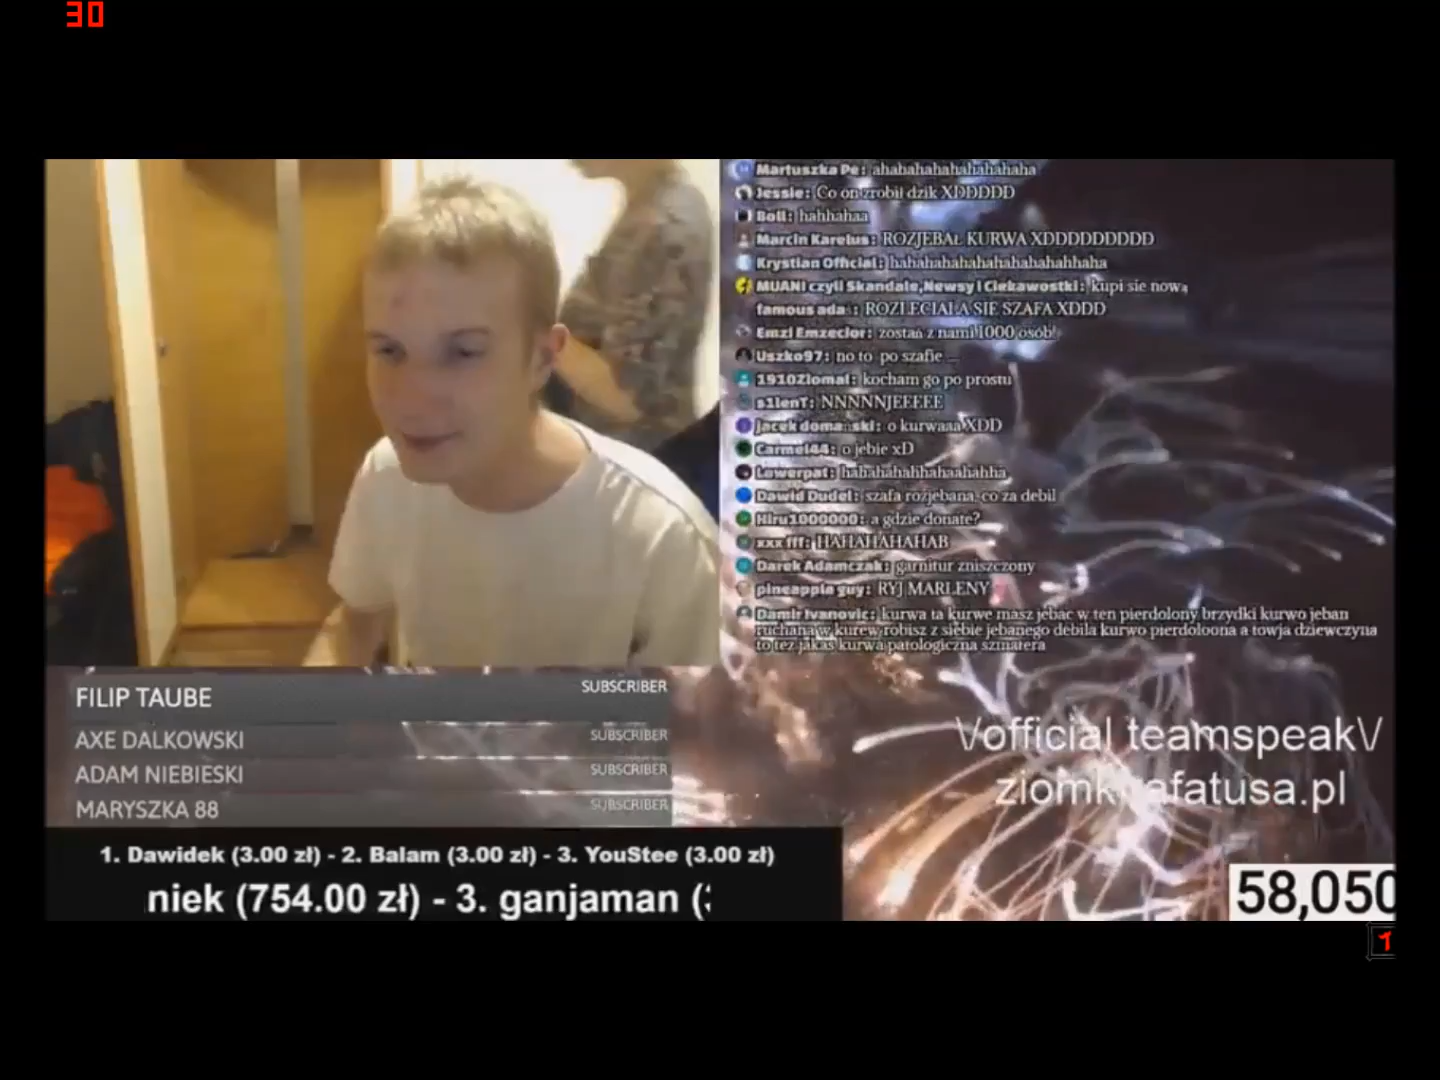 30
Martuszka Pe: ahahahahahahahahaha
Jessie: Co on zrobił dzik XDDDDD
Boll: hahhahaa
Marcin Karelus: ROZJEBAŁ KURWA XDDDDDDDDD
Krystian Official: hahahahahahahahahahhaha
MUANI czyli Skandale,Newsy i Ciekawostki: kupi sie nową
famous ada: ROZLECIALA SIE SZAFA XDDD
Emzi Emzecior: zostań z nami 1000 osób!
Uszko97: no to po szafie ...
1910Ziomal: kocham go po prostu
s1lenT: NNNNNJEEEEE
jacek doma ski: o kurwaaa XDD
Carmel44: o jebie xD
Lowerpat: hahahahahhahaahahha
Dawid Dudel: szafa rozjebana, co za debil
Hiru1000000: a gdzie donate?
xxx fff: HAHAHAHAHAB
Darek Adamczak: garnitur zniszczony
pineapple guy: RYJ MARLENY
Damir Ivanovic: kurwa ta kurwe masz jebac w ten pierdolony brzydki kurwo jeban
ruchana w kurew robisz z siebie jebanego debila kurwo pierdoloona a towja dziewczyna
to tez jakas kurwa patologiczna szmatera
FILIP TAUBE SUBSCRIBER
AXE DALKOWSKI SUBSCRIBER
ADAM NIEBIESKI SUBSCRIBER
MARYSZKA 88 SUBSCRIBER
\/official teamspeak\/
1. Dawidek (3.00 zł) - 2. Balam (3.00 zł) - 3. YouStee (3.00 zł)
niek (754.00 zł) - 3. ganjaman (
58,050
1